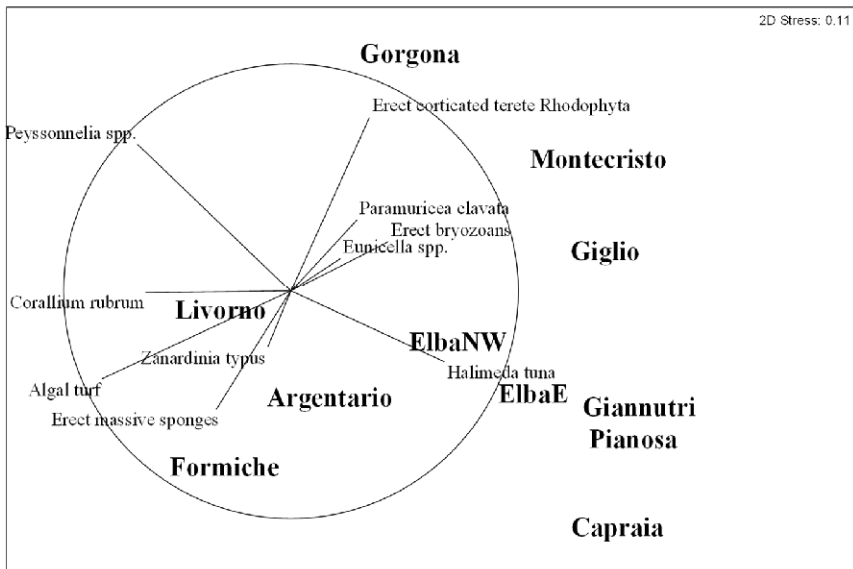 2D Stress: 0.11
Gorgona
Erect corticated terete Rhodophyta
Peyssonnelia spp.
Montecristo
Paramuricea clavata
Erect bryozoans
Eunicella spp.
Giglio
Corallium rubrum
Livorno
ElbaNW
Zanardinia typus
Halimeda tuna
Algal turf
Argentario
ElbaE
Giannutri
Erect massive sponges
Pianosa
Formiche
Capraia